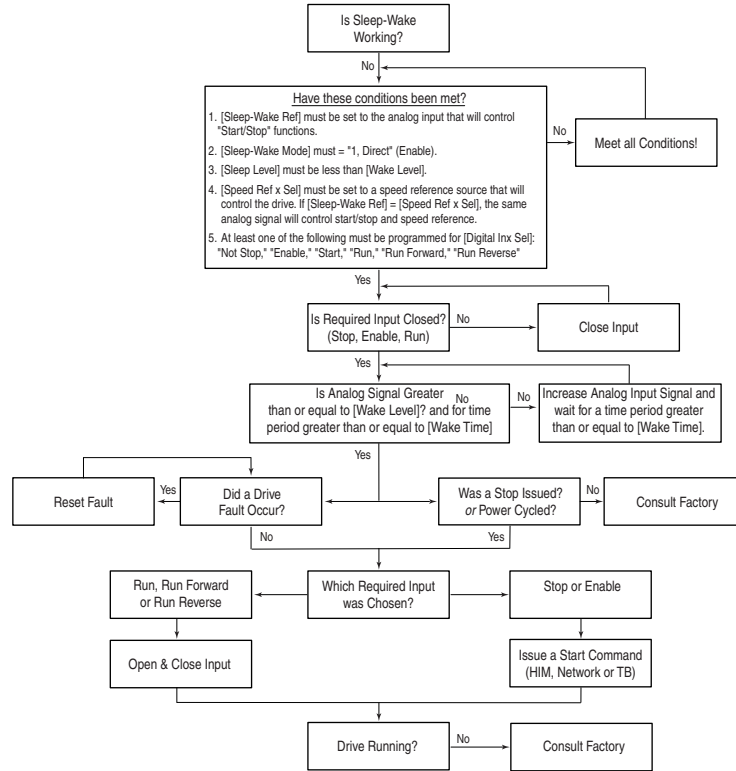 Is Sleep-Wake
Working?
No
Have these conditions been met?
1. [Sleep-Wake Ref] must be set to the analog input that will control
"Start/Stop" functions.
2. [Sleep-Wake Mode] must = "1, Direct" (Enable).
3. [Sleep Level] must be less than [Wake Level].
4. [Speed Ref x Sel] must be set to a speed reference source that will
control the drive. If [Sleep-Wake Ref] = [Speed Ref x Sel], the same
analog signal will control start/stop and speed reference.
5. At least one of the following must be programmed for [Digital Inx Sel]:
"Not Stop," "Enable," "Start," "Run," "Run Forward," "Run Reverse"
No
Meet all Conditions!
Yes
Is Required Input Closed?
(Stop, Enable, Run)
No
Close Input
Yes
Is Analog Signal Greater
than or equal to [Wake Level]? and for time
period greater than or equal to [Wake Time]
No
No
Increase Analog Input Signal and
wait for a time period greater
than or equal to [Wake Time].
Yes
Reset Fault
Yes
Did a Drive
Fault Occur?
Was a Stop Issued?
or Power Cycled?
No
Consult Factory
No
Yes
Run, Run Forward
or Run Reverse
Which Required Input
was Chosen?
Stop or Enable
Open & Close Input
Issue a Start Command
(HIM, Network or TB)
Drive Running?
No
Consult Factory